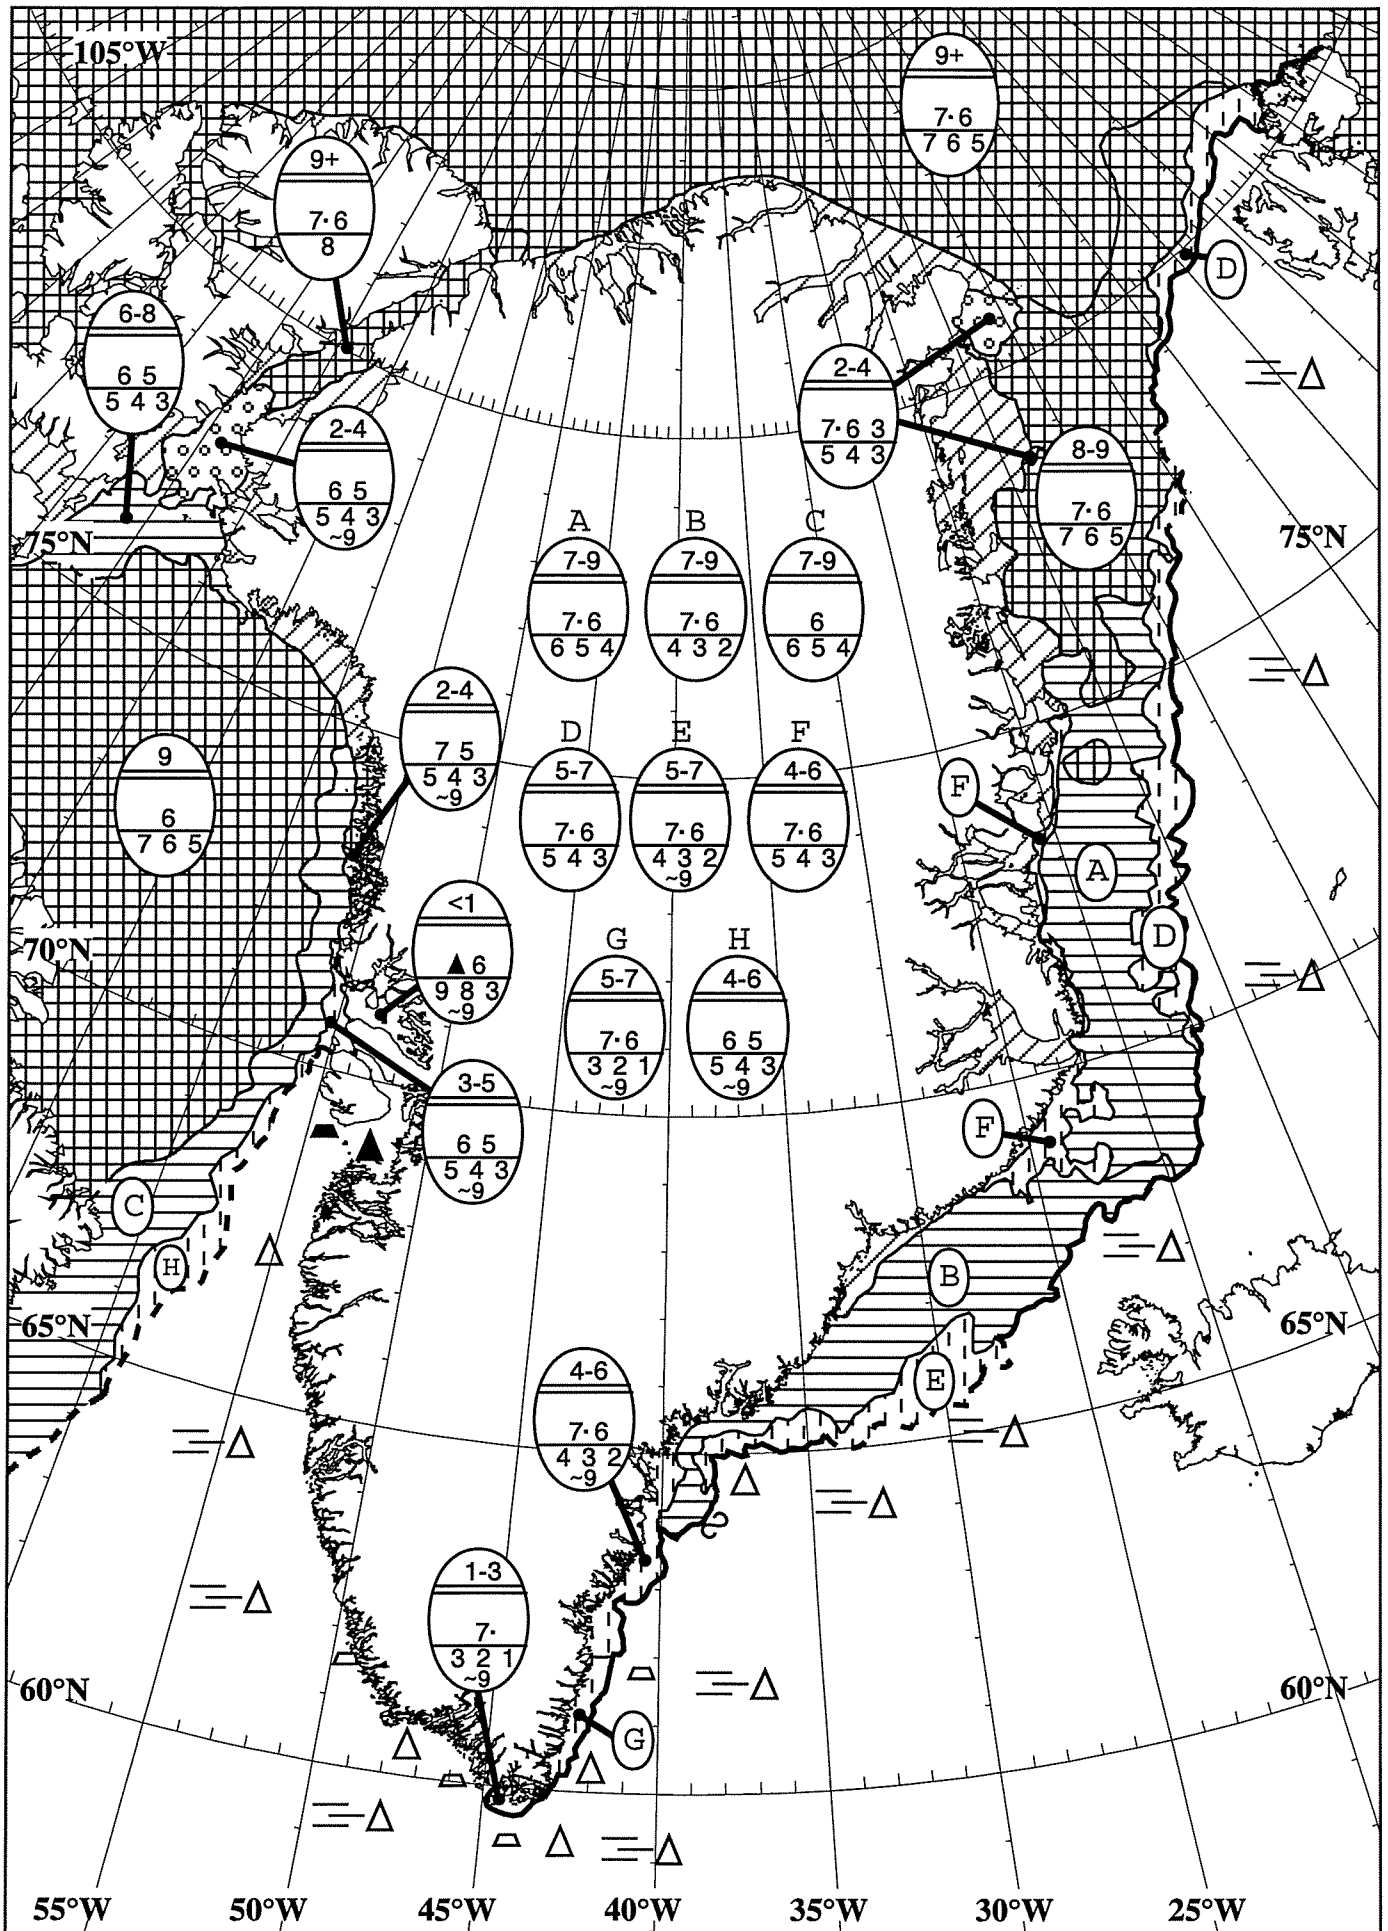 105°W
9+
7· 6
7 6 5
9+
7· 6
8
D
6-8
6 5
5 4 3
2-4
7· 6 3
5 4 3
2-4
6 5
5 4 3
~9
8-9
7· 6
7 6 5
75°N
75°N
A B C
7-9 7-9 7-9
7· 6 7· 6 6
6 5 4 4 3 2 6 5 4
2-4
7 5
5 4 3
~9
9
6
7 6 5
D E F
5-7 5-7 4-6
7· 6 7· 6 7· 6
5 4 3 4 3 2 5 4 3
~9
F
A
<1
▲ 6
9 8 3
~9
70°N
D
G H
5-7 4-6
7· 6 6 5
3 2 1 5 4 3
~9 ~9
3-5
6 5
5 4 3
~9
F
C
H
B
65°N
65°N
E
4-6
7· 6
4 3 2
~9
1-3
7·
3 2 1
~9
60°N
60°N
G
55°W 50°W 45°W 40°W 35°W 30°W 25°W